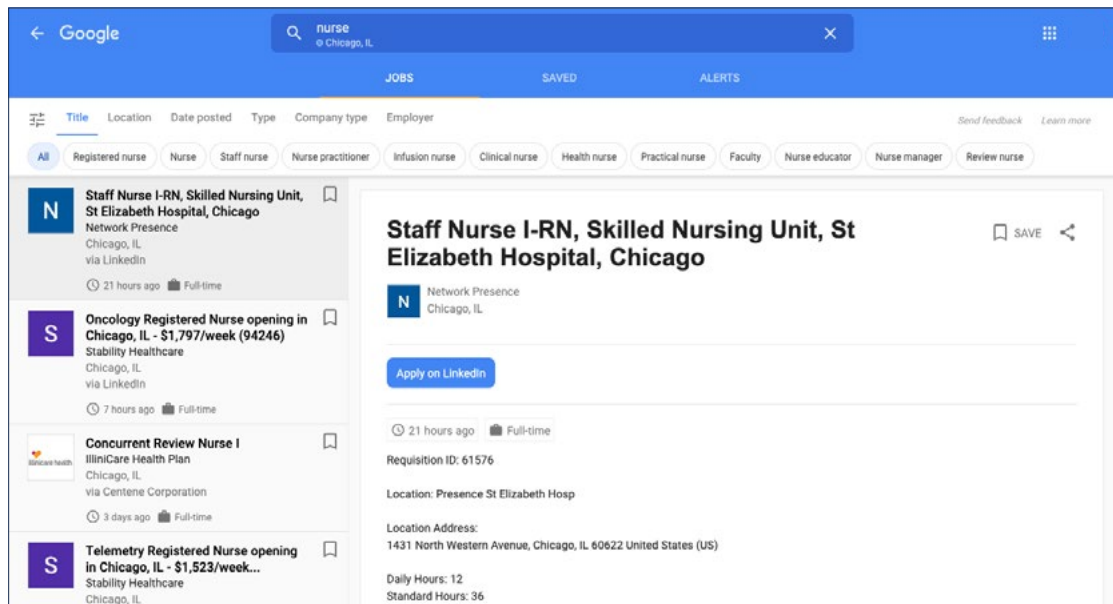 Google
nurse
Chicago, IL
JOBS
SAVED
ALERTS
Title
Location
Date posted
Type
Company type
Employer
Send feedback
Learn more
All
Registered nurse
Nurse
Staff nurse
Nurse practitioner
Infusion nurse
Clinical nurse
Health nurse
Practical nurse
Faculty
Nurse educator
Nurse manager
Review nurse
N
Staff Nurse I-RN, Skilled Nursing Unit,
St Elizabeth Hospital, Chicago
Network Presence
Chicago, IL
via LinkedIn
21 hours ago
Full-time
S
Oncology Registered Nurse opening in
Chicago, IL - $1,797/week (94246)
Stability Healthcare
Chicago, IL
via LinkedIn
7 hours ago
Full-time
illinicare health
Concurrent Review Nurse I
IlliniCare Health Plan
Chicago, IL
via Centene Corporation
3 days ago
Full-time
S
Telemetry Registered Nurse opening
in Chicago, IL - $1,523/week...
Stability Healthcare
Chicago, IL
Staff Nurse I-RN, Skilled Nursing Unit, St
Elizabeth Hospital, Chicago
SAVE
N
Network Presence
Chicago, IL
Apply on LinkedIn
21 hours ago
Full-time
Requisition ID: 61576
Location: Presence St Elizabeth Hosp
Location Address:
1431 North Western Avenue, Chicago, IL 60622 United States (US)
Daily Hours: 12
Standard Hours: 36